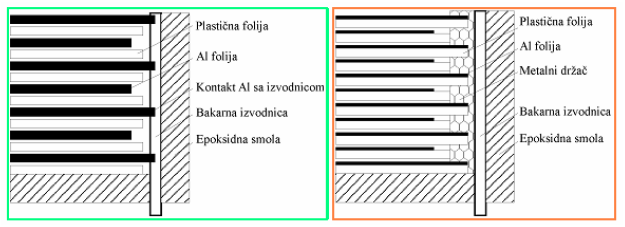 Plastična folija
Al folija
Kontakt Al sa izvodnicom
Bakarna izvodnica
Epoksidna smola
Plastična folija
Al folija
Metalni držač
Bakarna izvodnica
Epoksidna smola